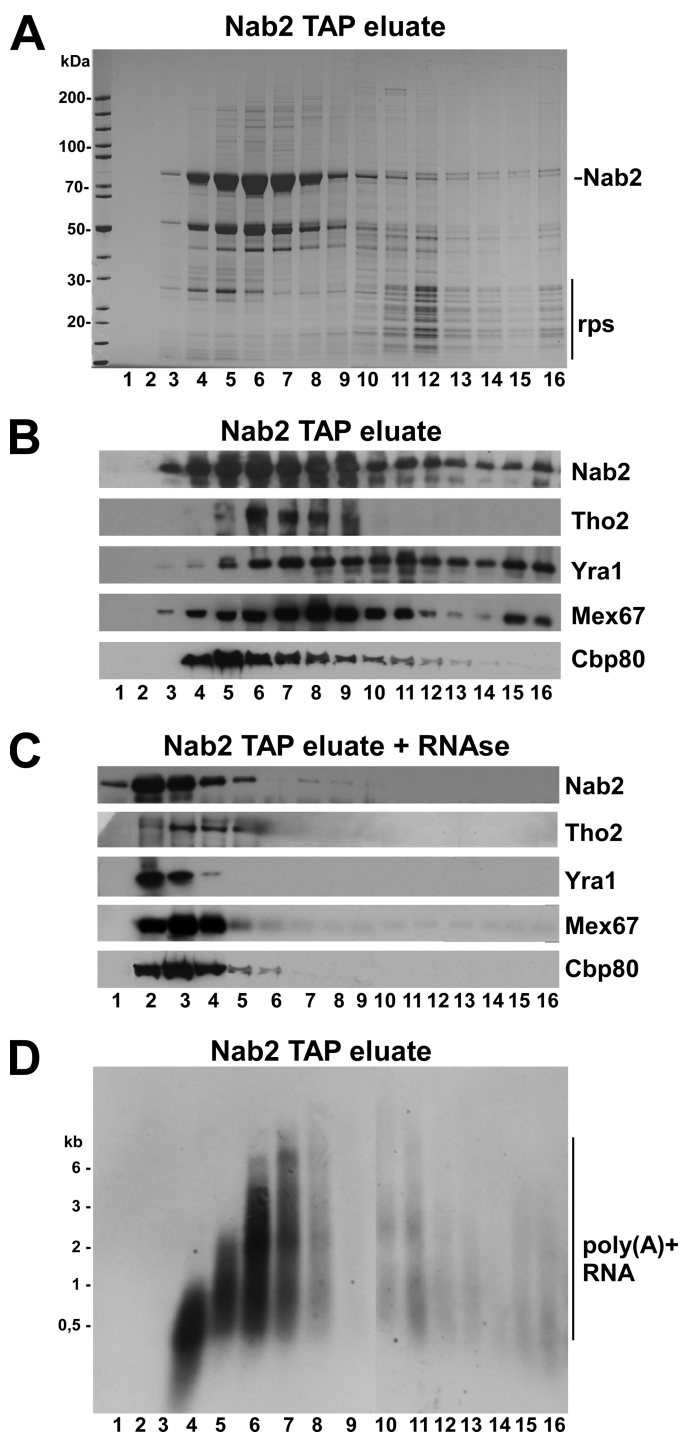 A
Nab2 TAP eluate
kDa
200-
100-
70-
50-
30-
20-
-Nab2
rps
1 2 3 4 5 6 7 8 9 10 11 12 13 14 15 16
B
Nab2 TAP eluate
Nab2
Tho2
Yra1
Mex67
Cbp80
1 2 3 4 5 6 7 8 9 10 11 12 13 14 15 16
C
Nab2 TAP eluate + RNAse
Nab2
Tho2
Yra1
Mex67
Cbp80
1 2 3 4 5 6 7 8 9 10 11 12 13 14 15 16
D
Nab2 TAP eluate
kb
6 -
3 -
2 -
1 -
0,5 -
poly(A)+
RNA
1 2 3 4 5 6 7 8 9 10 11 12 13 14 15 16